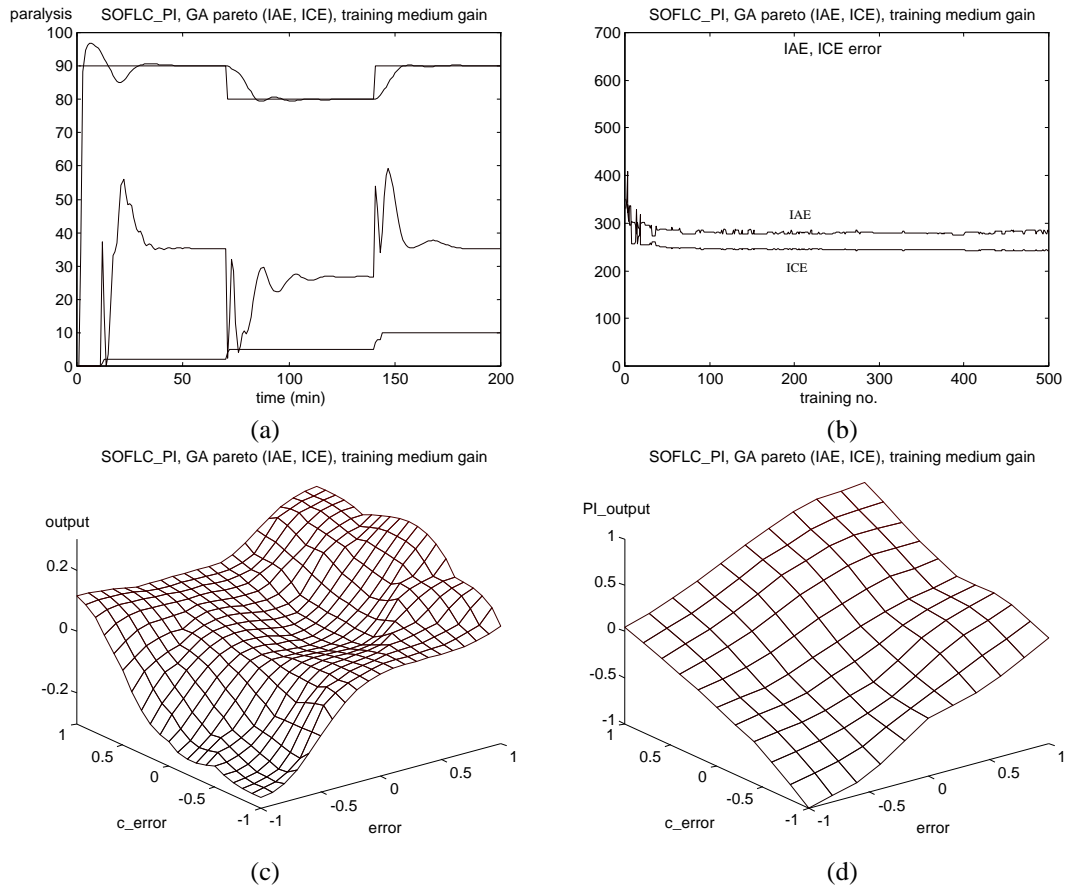 SOFLC_PI, GA pareto (IAE, ICE), training medium gain
paralysis
100
90
80
70
60
50
40
30
20
10
0
0 50 100 150 200
time (min)
(a)
SOFLC_PI, GA pareto (IAE, ICE), training medium gain
700
600
500
400
300
200
100
0
IAE, ICE error
IAE
ICE
0 100 200 300 400 500
training no.
(b)
SOFLC_PI, GA pareto (IAE, ICE), training medium gain
output
0.2
0
-0.2
1
0.5
0
-0.5
-1
c_error
-1
-0.5
0
0.5
1
error
(c)
SOFLC_PI, GA pareto (IAE, ICE), training medium gain
PI_output
1
0.5
0
-0.5
-1
1
0.5
0
-0.5
-1
c_error
-1
-0.5
0
0.5
1
error
(d)